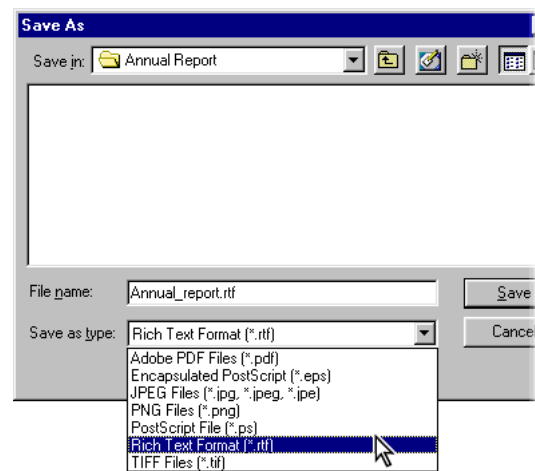 Save As
Save in: Annual Report
File name: Annual_report.rtf Save
Save as type: Rich Text Format (*.rtf) Cance
Adobe PDF Files (*.pdf)
Encapsulated PostScript (*.eps)
JPEG Files (*.jpg, *.jpeg, *.jpe)
PNG Files (*.png)
PostScript File (*.ps)
Rich Text Format (*.rtf)
TIFF Files (*.tif)